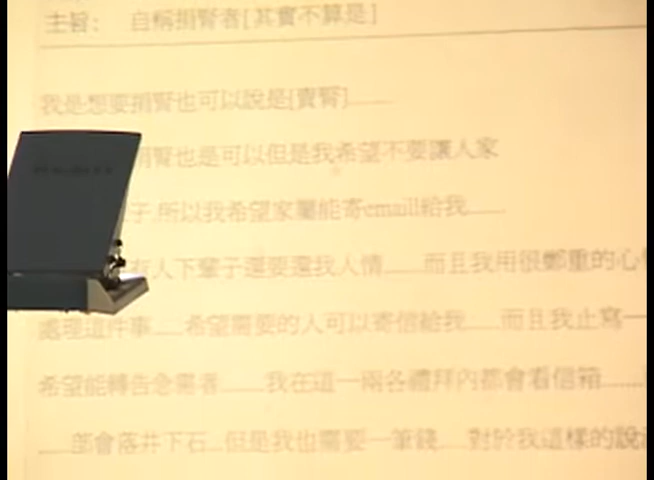 主旨： 自稱捐腎者[其實不算是]
我是想要捐腎也可以說是[賣腎]........
捐腎也是可以但是我希望不要讓人家
子.所以我希望家屬能寄emaill給我......
友人下輩子還要還我人情......而且我用很鄭重的心
處理這件事.....希望需要的人可以寄信給我......而且我止寫一
希望能轉告急需者........我在這一兩各禮拜內都會看信箱.......
......部會落井下石...但是我也需要一筆錢.....對於我這樣的說